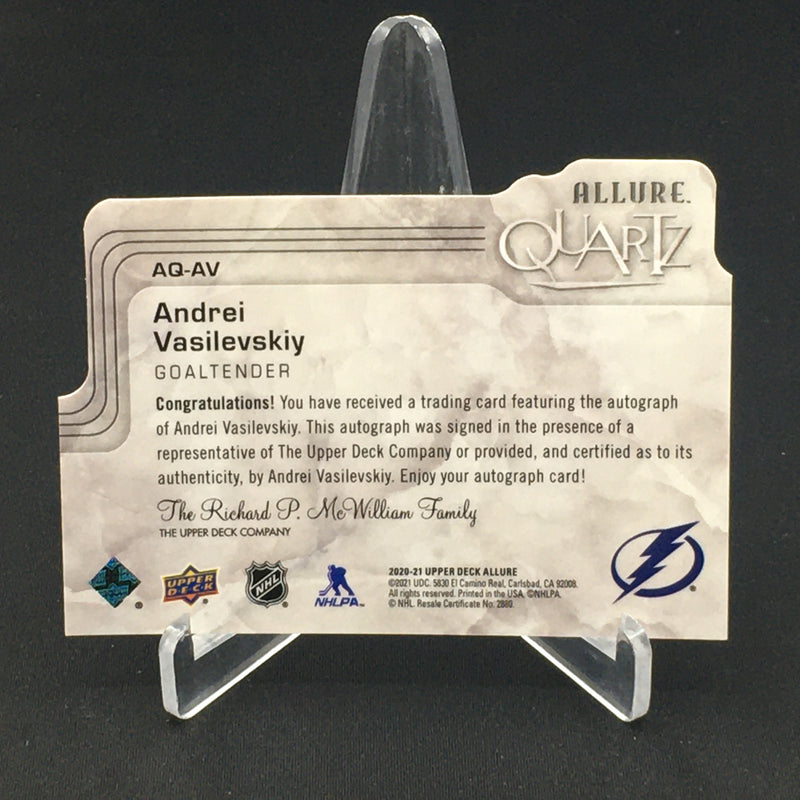 ALLURE.
QUARTZ
AQ-AV
Andrei
Vasilevskiy
GOALTENDER
Congratulations! You have received a trading card featuring the autograph
of Andrei Vasilevskiy. This autograph was signed in the presence of a
representative of The Upper Deck Company or provided, and certified as to its
authenticity, by Andrei Vasilevskiy. Enjoy your autograph card!
The Richard P. McWilliam Family
THE UPPER DECK COMPANY
UPPER
D·E·C·K
NHL
NHLPA
2020-21 UPPER DECK ALLURE
©2021 UDC. 5830 El Camino Real, Carlsbad, CA 92008.
All rights reserved. Printed in the USA. ©NHLPA.
© NHL. Resale Certificate No. 2880.